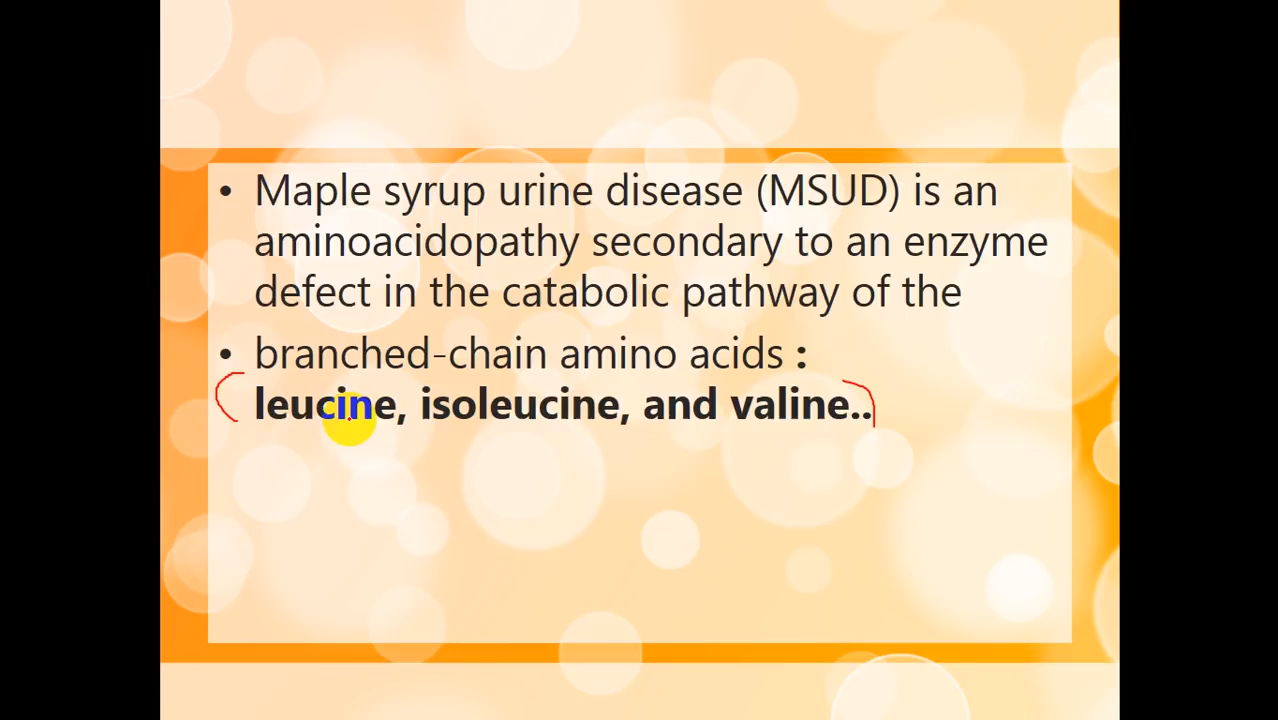 • Maple syrup urine disease (MSUD) is an
aminoacidopathy secondary to an enzyme
defect in the catabolic pathway of the
• branched-chain amino acids :
leucine, isoleucine, and valine..